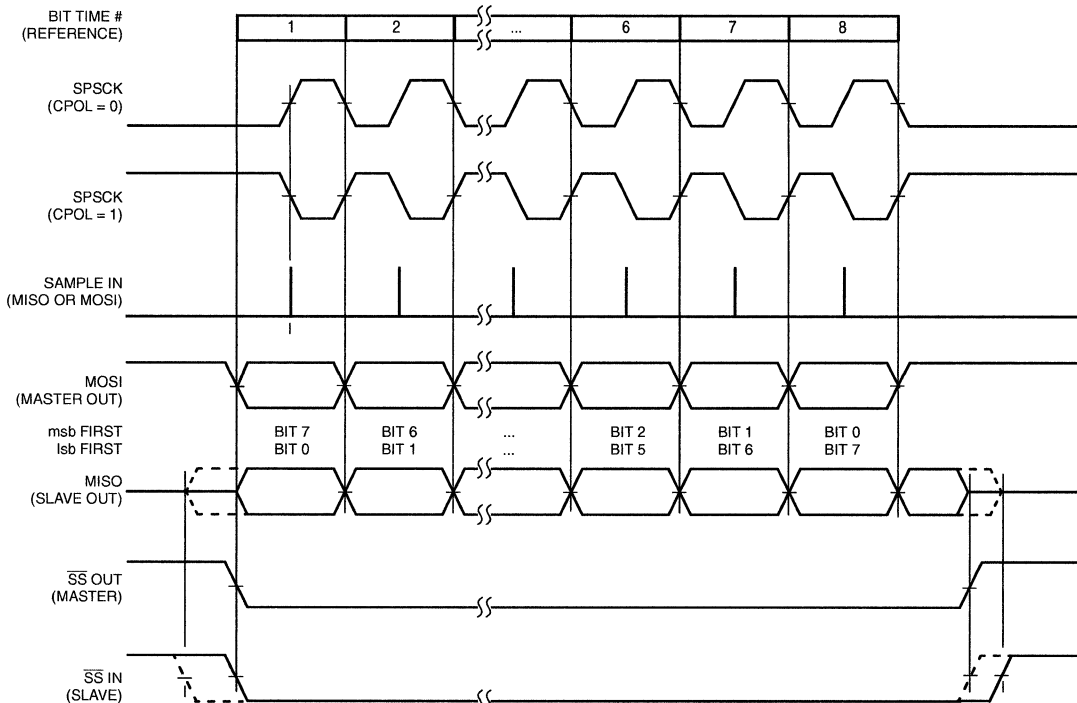 BIT TIME #
(REFERENCE)
1 2 ... 6 7 8
SPSCK
(CPOL = 0)
SPSCK
(CPOL = 1)
SAMPLE IN
(MISO OR MOSI)
MOSI
(MASTER OUT)
msb FIRST BIT 7 BIT 6 ... BIT 2 BIT 1 BIT 0
lsb FIRST BIT 0 BIT 1 ... BIT 5 BIT 6 BIT 7
MISO
(SLAVE OUT)
S̅S̅ OUT
(MASTER)
S̅S̅ IN
(SLAVE)